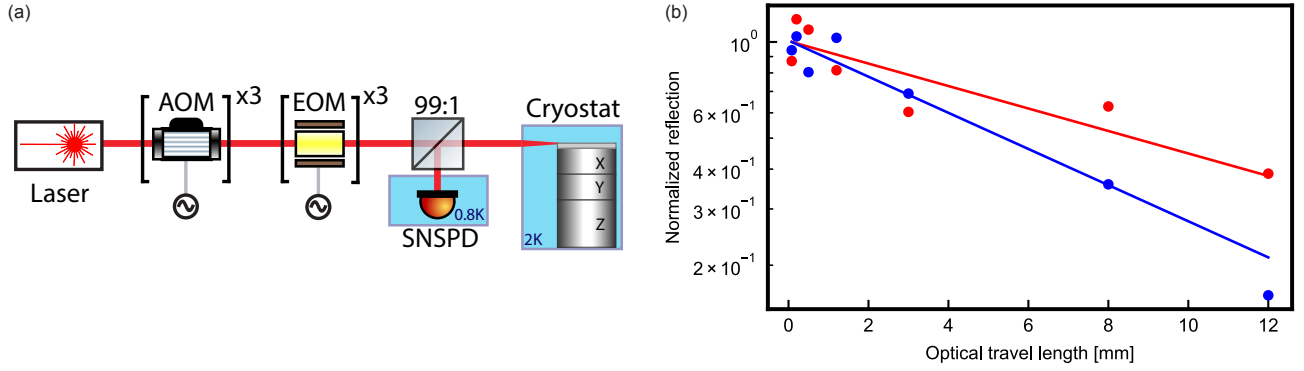 (a)
AOM
x3
EOM
x3
99:1
Cryostat
Laser
0.8K
SNSPD
X
Y
Z
2K
(b)
Normalized reflection
10⁰
6 × 10⁻¹
4 × 10⁻¹
3 × 10⁻¹
2 × 10⁻¹
0 2 4 6 8 10 12
Optical travel length [mm]